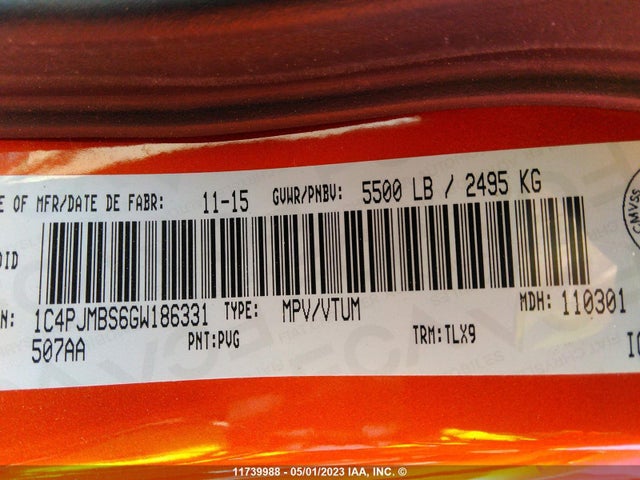 E OF MFR/DATE DE FABR: 11-15 GVWR/PNBV: 5500 LB / 2495 KG
CMVSS
OID
N: 1C4PJMBS6GW186331 TYPE: MPV/VTUM MDH: 110301
507AA PNT:PVG TRM:TLX9
11739988 - 05/01/2023 IAA, INC. ©